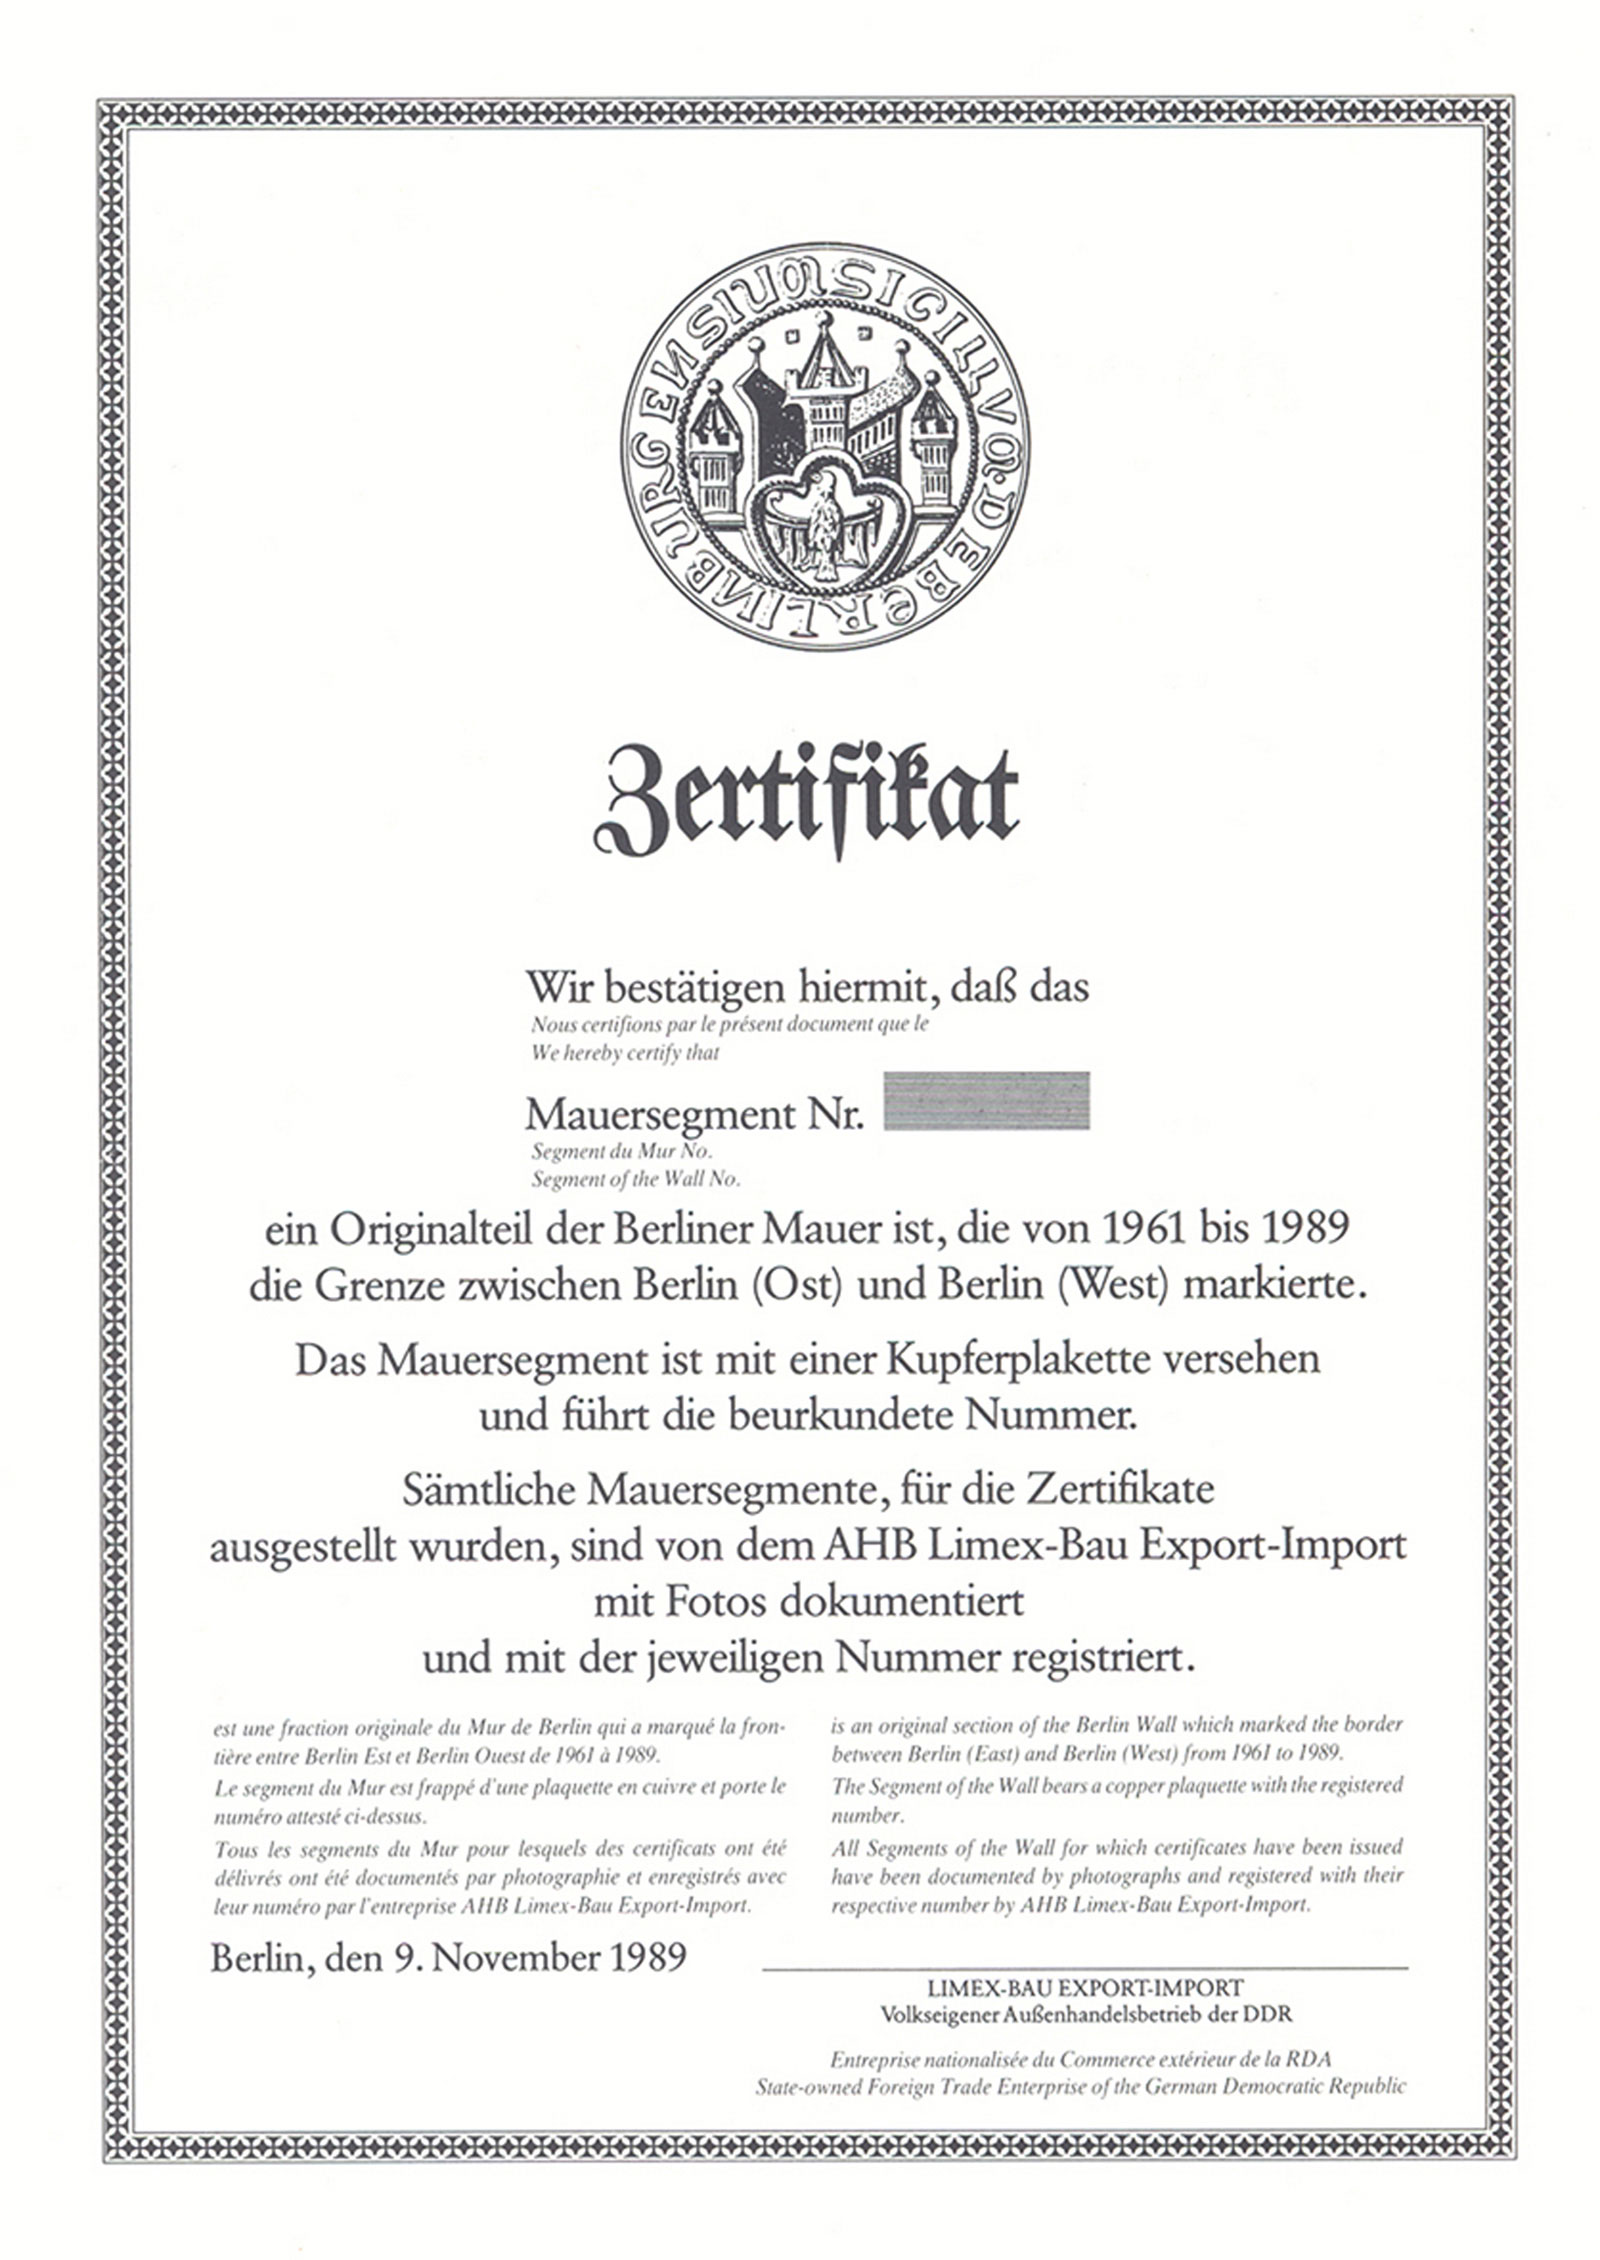 SIGILLVM·DE BERLIN BURGENSIUM
Zertifikat
Wir bestätigen hiermit, daß das
Nous certifions par le présent document que le
We hereby certify that
Mauersegment Nr.
Segment du Mur No.
Segment of the Wall No.
ein Originalteil der Berliner Mauer ist, die von 1961 bis 1989
die Grenze zwischen Berlin (Ost) und Berlin (West) markierte.
Das Mauersegment ist mit einer Kupferplakette versehen
und führt die beurkundete Nummer.
Sämtliche Mauersegmente, für die Zertifikate
ausgestellt wurden, sind von dem AHB Limex-Bau Export-Import
mit Fotos dokumentiert
und mit der jeweiligen Nummer registriert.
est une fraction originale du Mur de Berlin qui a marqué la fron-
tière entre Berlin Est et Berlin Ouest de 1961 à 1989.
Le segment du Mur est frappé d'une plaquette en cuivre et porte le
numéro attesté ci-dessus.
Tous les segments du Mur pour lesquels des certificats ont été
délivrés ont été documentés par photographie et enregistrés avec
leur numéro par l'entreprise AHB Limex-Bau Export-Import.
is an original section of the Berlin Wall which marked the border
between Berlin (East) and Berlin (West) from 1961 to 1989.
The Segment of the Wall bears a copper plaquette with the registered
number.
All Segments of the Wall for which certificates have been issued
have been documented by photographs and registered with their
respective number by AHB Limex-Bau Export-Import.
Berlin, den 9. November 1989
LIMEX-BAU EXPORT-IMPORT
Volkseigener Außenhandelsbetrieb der DDR
Entreprise nationalisée du Commerce extérieur de la RDA
State-owned Foreign Trade Enterprise of the German Democratic Republic